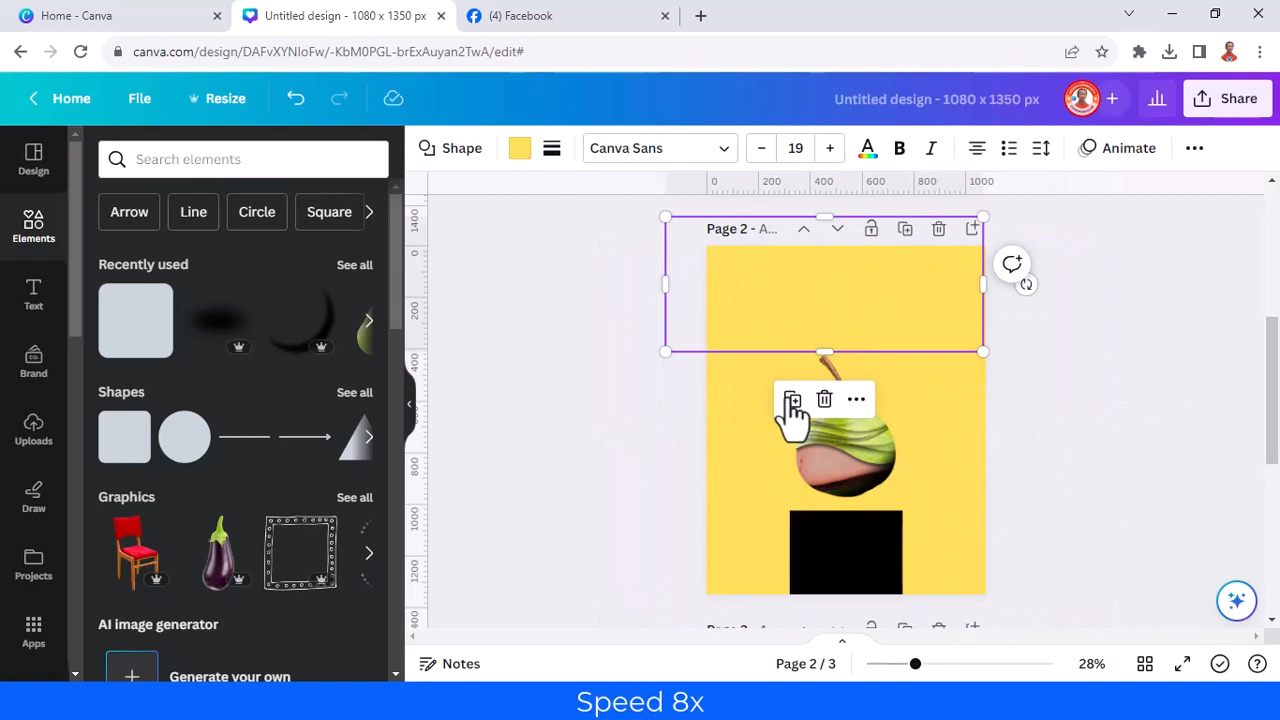 Home - Canva
Untitled design - 1080 x 1350 px
(4) Facebook
canva.com/design/DAFvXYNIoFw/-KbM0PGL-brExAuyan2TwA/edit#
Home
File
Resize
Untitled design - 1080 x 1350 px
Share
Design
Elements
Text
Brand
Uploads
Draw
Projects
Apps
Search elements
Arrow
Line
Circle
Square
Recently used
See all
Shapes
See all
Graphics
See all
AI image generator
Generate your own
Shape
Canva Sans
19
A
B
I
Animate
0
200
400
600
800
1000
1400
0
200
400
600
800
1000
1200
400
Page 2 - A...
Notes
Page 2 / 3
28%
Speed 8x